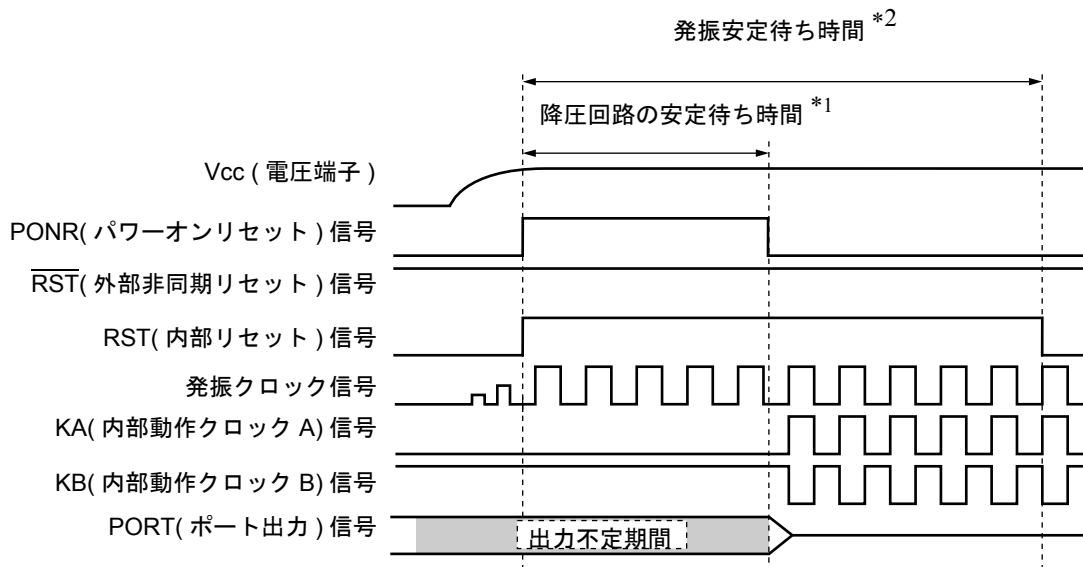 発振安定待ち時間 *2
降圧回路の安定待ち時間 *1
Vcc ( 電圧端子 )
PONR( パワーオンリセット ) 信号
RST( 外部非同期リセット ) 信号
RST( 内部リセット ) 信号
発振クロック信号
KA( 内部動作クロック A) 信号
KB( 内部動作クロック B) 信号
PORT( ポート出力 ) 信号
出力不定期間